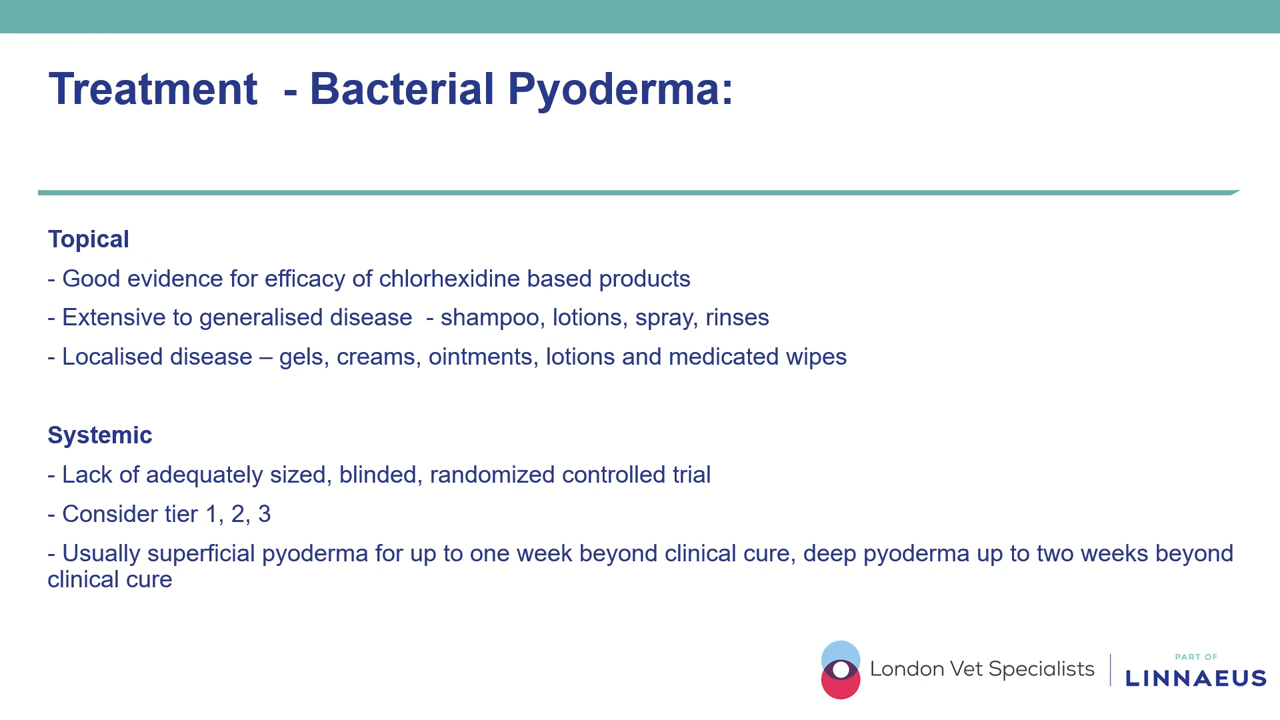 Treatment  - Bacterial Pyoderma:
Topical
- Good evidence for efficacy of chlorhexidine based products
- Extensive to generalised disease  - shampoo, lotions, spray, rinses
- Localised disease – gels, creams, ointments, lotions and medicated wipes
Systemic
- Lack of adequately sized, blinded, randomized controlled trial
- Consider tier 1, 2, 3
- Usually superficial pyoderma for up to one week beyond clinical cure, deep pyoderma up to two weeks beyond
clinical cure
London Vet Specialists
PART OF
LINNAEUS